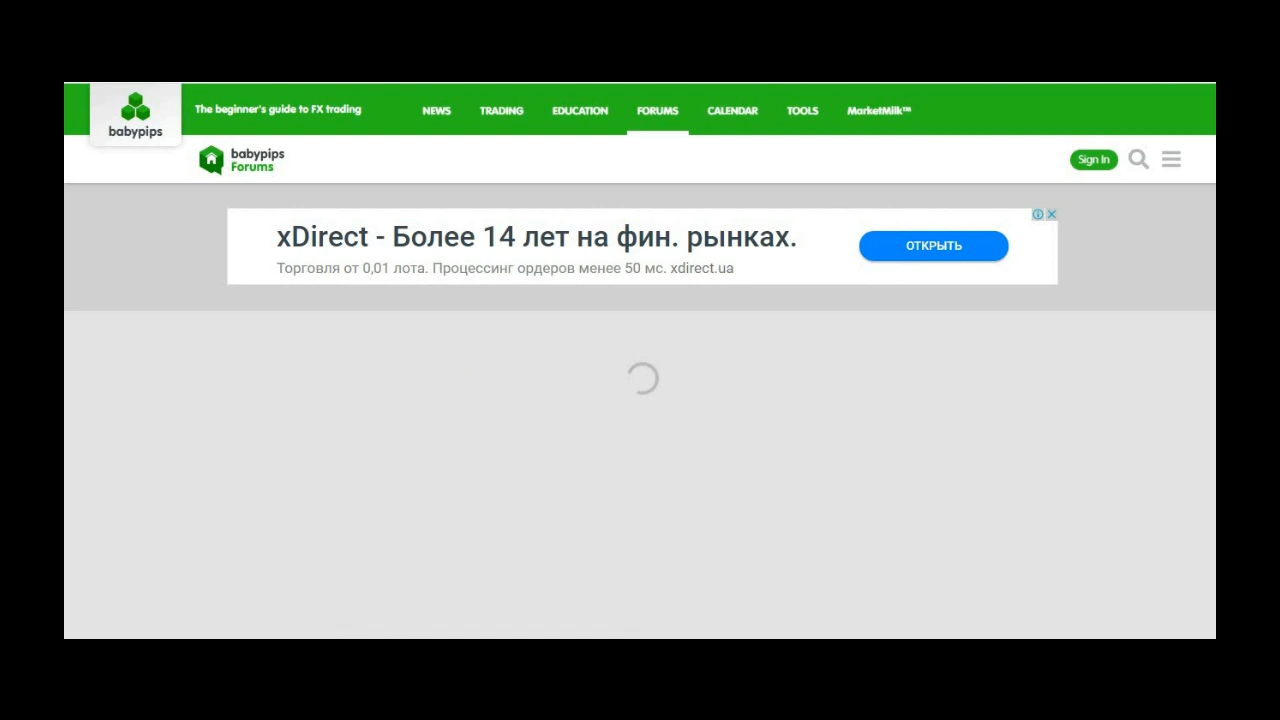 The beginner's guide to FX trading
NEWS
TRADING
EDUCATION
FORUMS
CALENDAR
TOOLS
MarketMilk™
babypips
babypips
Forums
Sign In
xDirect - Более 14 лет на фин. рынках.
Торговля от 0,01 лота. Процессинг ордеров менее 50 мс. xdirect.ua
ОТКРЫТЬ